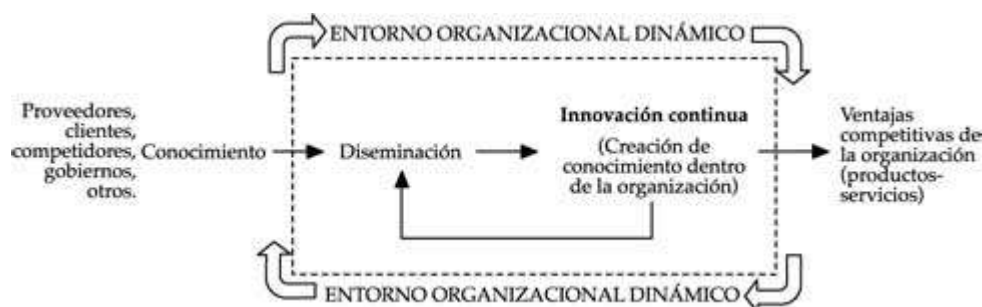 ENTORNO ORGANIZACIONAL DINÁMICO
Proveedores,
clientes,
competidores,
gobiernos,
otros.
Conocimiento
Diseminación
Innovación continua
(Creación de
conocimiento dentro
de la organización)
Ventajas
competitivas de
la organización
(productos-
servicios)
ENTORNO ORGANIZACIONAL DINÁMICO